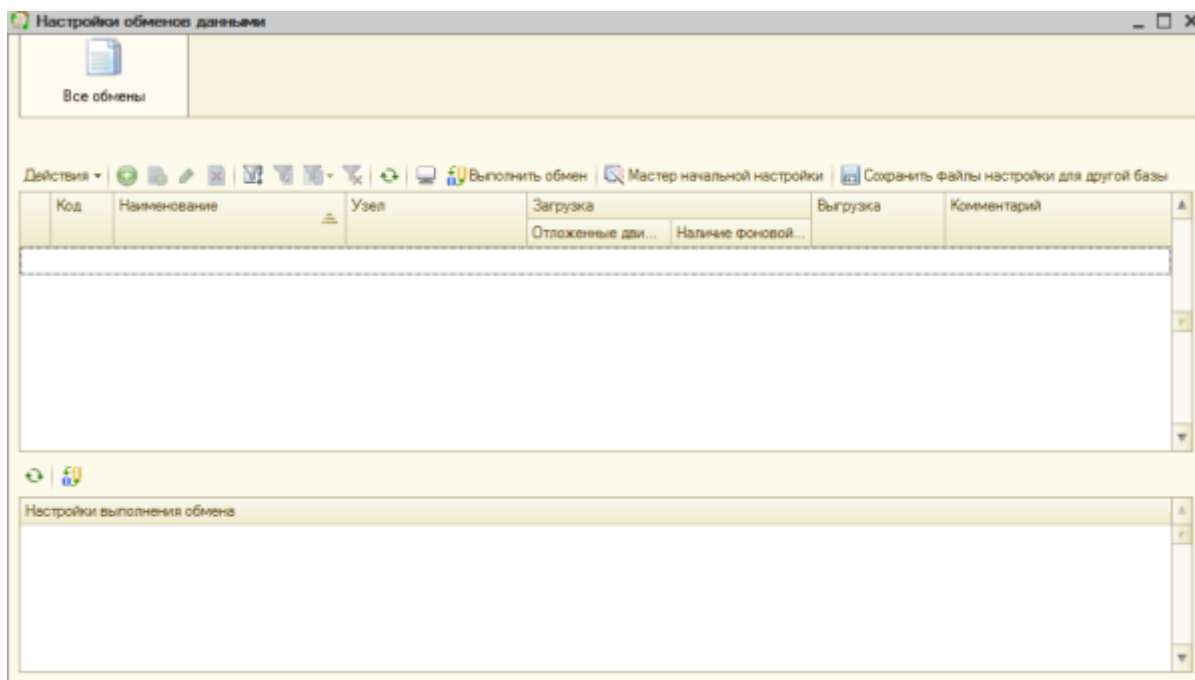 Настройки обменов данными
Все обмены
Действия Выполнить обмен Мастер начальной настройки Сохранить файлы настройки для другой базы
Код Наименование Узел Загрузка Выгрузка Комментарий
Отложенные дви... Наличие фоновой...
Настройки выполнения обмена